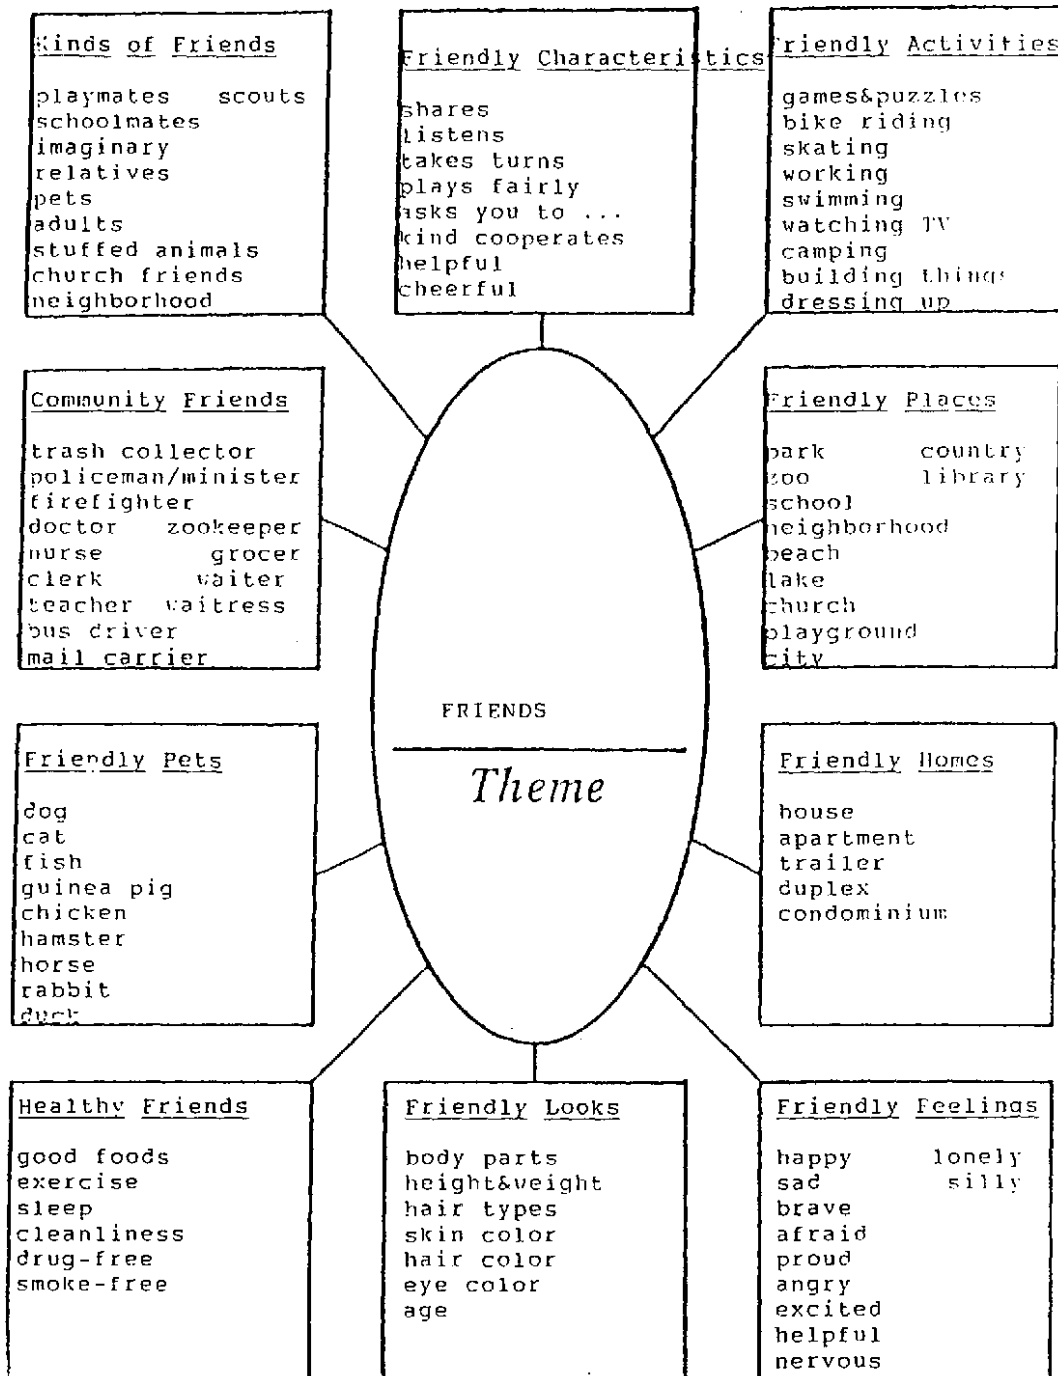 Kinds of Friends
playmates scouts
schoolmates
imaginary
relatives
pets
adults
stuffed animals
church friends
neighborhood
Friendly Characteristics
shares
listens
takes turns
plays fairly
asks you to ...
kind cooperates
helpful
cheerful
Friendly Activities
games&puzzles
bike riding
skating
working
swimming
watching TV
camping
building things
dressing up
Community Friends
trash collector
policeman/minister
firefighter
doctor zookeeper
nurse grocer
clerk waiter
teacher waitress
bus driver
mail carrier
Friendly Places
park country
zoo library
school
neighborhood
beach
lake
church
playground
city
FRIENDS
Theme
Friendly Pets
dog
cat
fish
guinea pig
chicken
hamster
horse
rabbit
duck
Friendly Homes
house
apartment
trailer
duplex
condominium
Healthy Friends
good foods
exercise
sleep
cleanliness
drug-free
smoke-free
Friendly Looks
body parts
height&weight
hair types
skin color
hair color
eye color
age
Friendly Feelings
happy lonely
sad silly
brave
afraid
proud
angry
excited
helpful
nervous